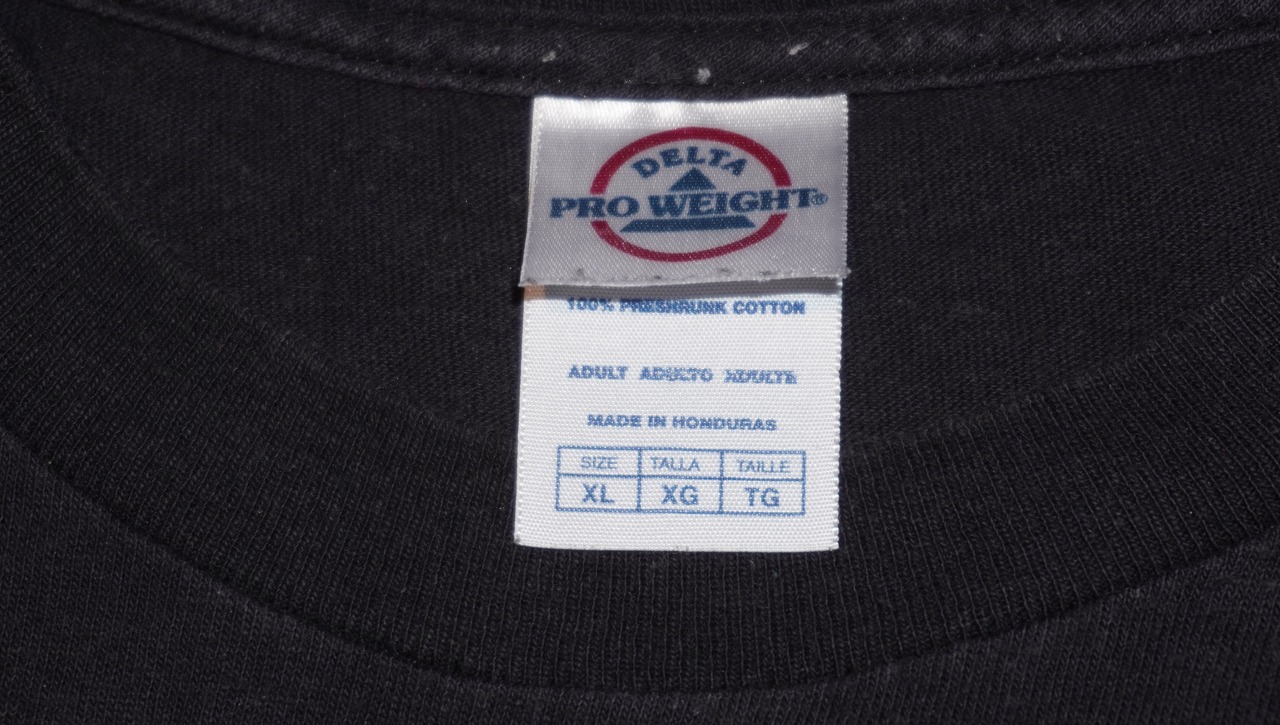 DELTA
PRO WEIGHT®
100% PRESHRUNK COTTON
ADULT ADULTO ADULTE
MADE IN HONDURAS
SIZE TALLA TAILLE
XL XG TG